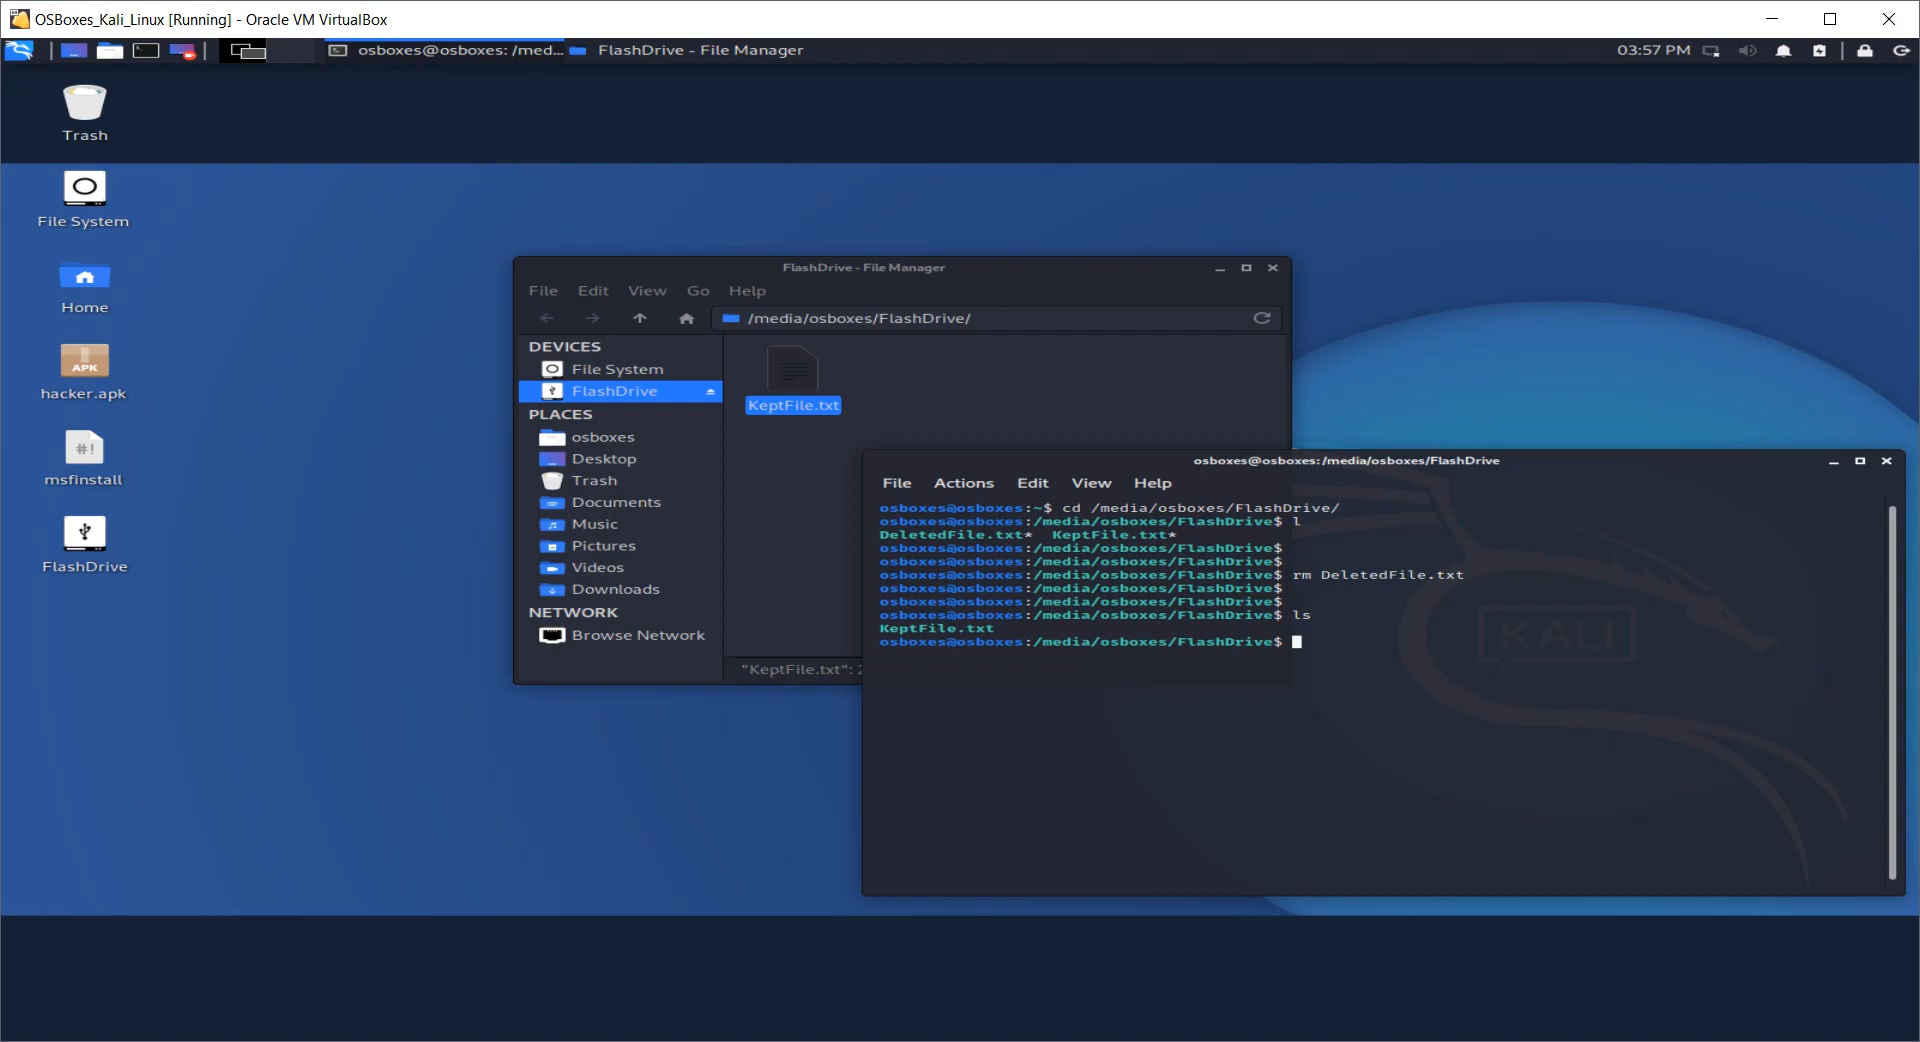 OSBoxes_Kali_Linux [Running] - Oracle VM VirtualBox
osboxes@osboxes: /med... FlashDrive - File Manager 03:57 PM
Trash
File System
Home
APK
hacker.apk
#!
msfinstall
FlashDrive
FlashDrive - File Manager
File Edit View Go Help
/media/osboxes/FlashDrive/
DEVICES
File System
FlashDrive
PLACES
osboxes
Desktop
Trash
Documents
Music
Pictures
Videos
Downloads
NETWORK
Browse Network
KeptFile.txt
"KeptFile.txt":
osboxes@osboxes:/media/osboxes/FlashDrive
File Actions Edit View Help
osboxes@osboxes:~$ cd /media/osboxes/FlashDrive/
osboxes@osboxes:/media/osboxes/FlashDrive$ l
DeletedFile.txt* KeptFile.txt*
osboxes@osboxes:/media/osboxes/FlashDrive$
osboxes@osboxes:/media/osboxes/FlashDrive$
osboxes@osboxes:/media/osboxes/FlashDrive$ rm DeletedFile.txt
osboxes@osboxes:/media/osboxes/FlashDrive$
osboxes@osboxes:/media/osboxes/FlashDrive$
osboxes@osboxes:/media/osboxes/FlashDrive$ ls
KeptFile.txt
osboxes@osboxes:/media/osboxes/FlashDrive$
KALI